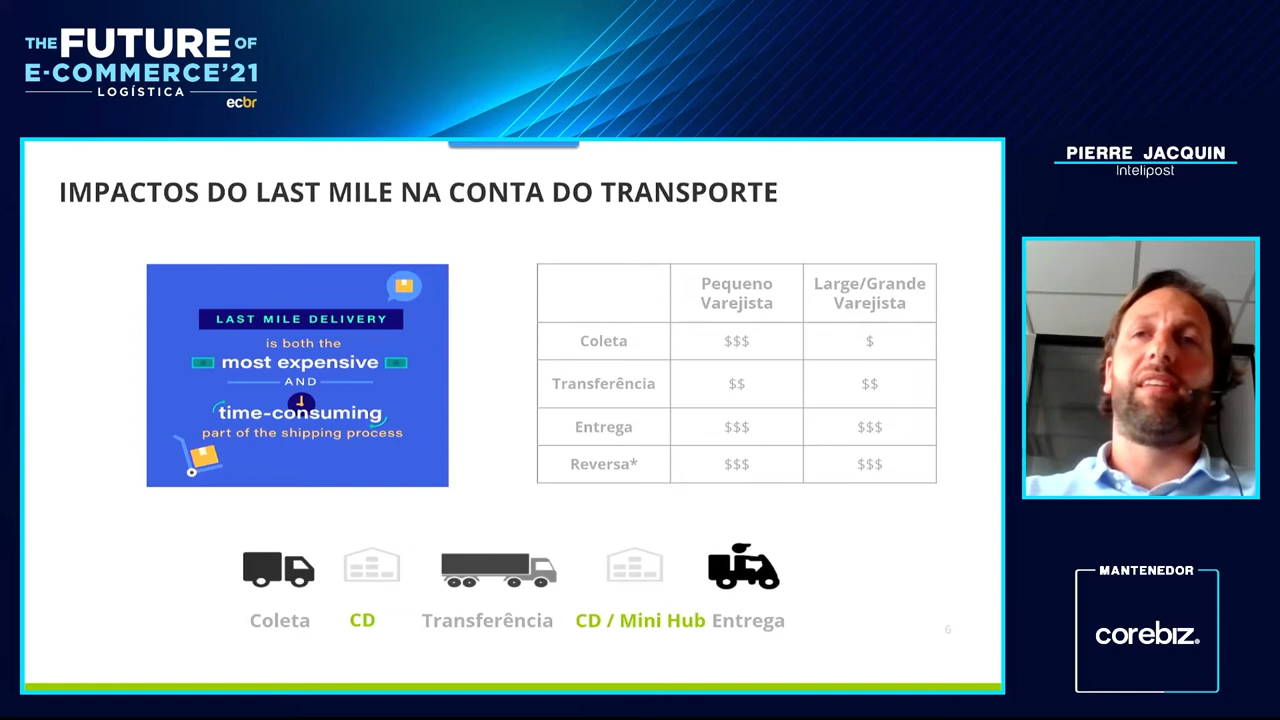 THE FUTURE OF
E-COMMERCE'21
LOGÍSTICA
ecbr
IMPACTOS DO LAST MILE NA CONTA DO TRANSPORTE
LAST MILE DELIVERY
is both the
most expensive
AND
time-consuming
part of the shipping process
Pequeno Varejista
Large/Grande Varejista
Coleta $$$ $
Transferência $$ $$
Entrega $$$ $$$
Reversa* $$$ $$$
Coleta CD Transferência CD / Mini Hub Entrega
6
PIERRE JACQUIN
Intelipost
MANTENEDOR
corebiz.